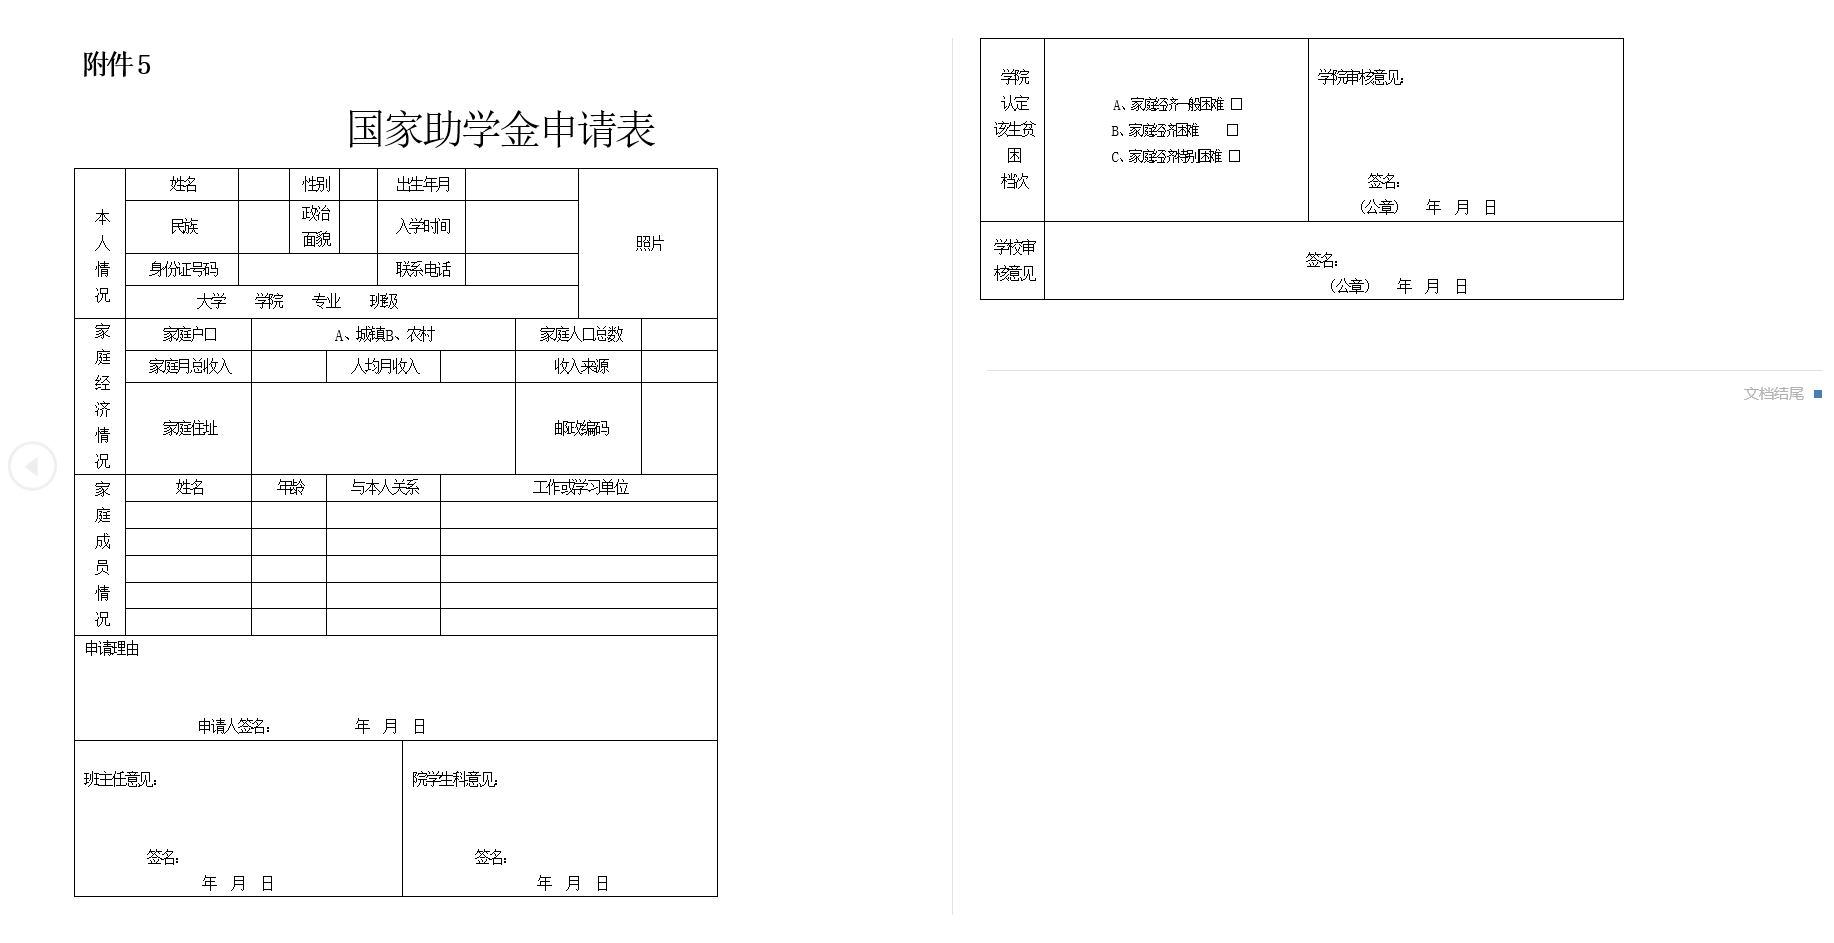 附件5
国家助学金申请表
本人情况
姓名 性别 出生年月 照片
民族 政治面貌 入学时间
身份证号码 联系电话
大学 学院 专业 班级
家庭经济情况
家庭户口 A、城镇B、农村 家庭人口总数
家庭月总收入 人均月收入 收入来源
家庭住址 邮政编码
家庭成员情况
姓名 年龄 与本人关系 工作或学习单位
申请理由
申请人签名： 年 月 日
班主任意见：
签名：
年 月 日
院学生科意见：
签名：
年 月 日
学院
认定
该生贫
困
档次
A、家庭经济一般困难 □
B、家庭经济困难 □
C、家庭经济特别困难 □
学院审核意见：
签名：
（公章） 年 月 日
学校审
核意见
签名：
（公章） 年 月 日
文档结尾